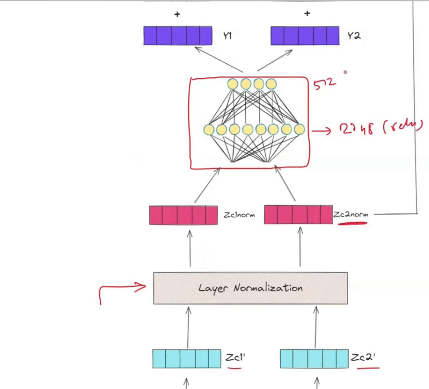 + +
Y1 Y2
512
2048 (relu)
Zc1norm Zc2norm
Layer Normalization
Zc1' Zc2'